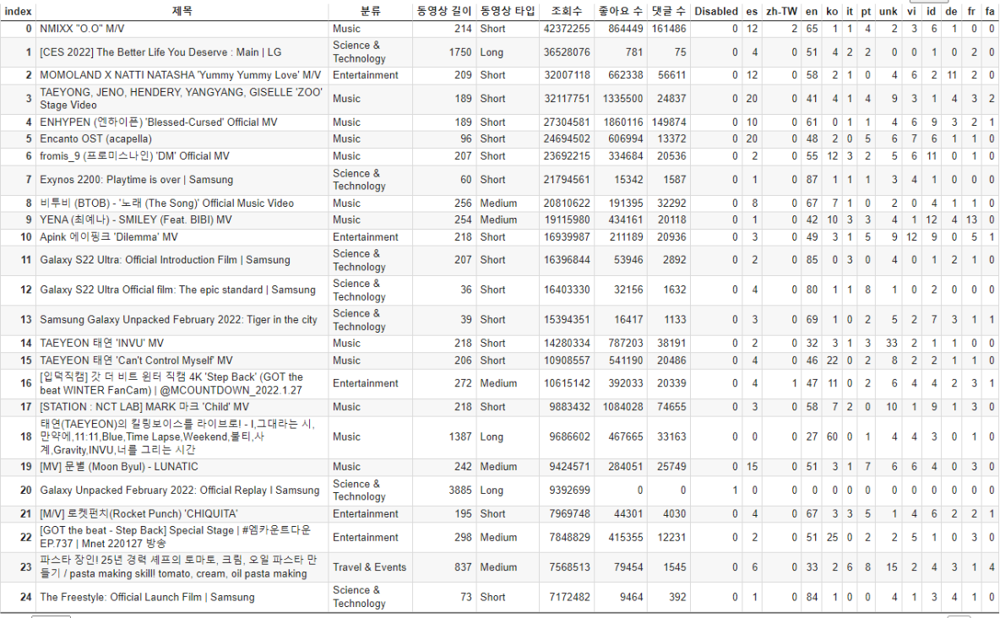 index 제목 분류 동영상 길이 동영상 타입 조회수 좋아요 수 댓글 수 Disabled es zh-TW en ko it pt unk vi id de fr fa
0 NMIXX "O.O" M/V Music 214 Short 42372255 864449 161486 0 12 2 65 1 1 4 2 3 6 1 0 0
1 [CES 2022] The Better Life You Deserve : Main | LG Science & Technology 1750 Long 36528076 781 75 0 4 0 51 4 2 2 0 0 1 0 2 0
2 MOMOLAND X NATTI NATASHA 'Yummy Yummy Love' M/V Entertainment 209 Short 32007118 662338 56611 0 12 0 58 2 1 0 4 6 2 11 2 0
3 TAEYONG, JENO, HENDERY, YANGYANG, GISELLE 'ZOO'
Stage Video Music 189 Short 32117751 1335500 24837 0 20 0 41 4 1 4 9 3 1 4 3 2
4 ENHYPEN (엔하이픈) 'Blessed-Cursed' Official MV Music 189 Short 27304581 1860116 149874 0 10 0 61 0 1 1 4 6 9 3 2 1
5 Encanto OST (acapella) Music 96 Short 24694502 606994 13372 0 20 0 48 2 0 5 6 7 6 1 1 0
6 fromis_9 (프로미스나인) 'DM' Official MV Music 207 Short 23692215 334684 20536 0 2 0 55 12 3 2 5 6 11 0 1 0
7 Exynos 2200: Playtime is over | Samsung Science & Technology 60 Short 21794561 15342 1587 0 1 0 87 1 1 1 3 4 1 0 0 0
8 비투비 (BTOB) - '노래 (The Song)' Official Music Video Music 256 Medium 20810622 191395 32292 0 8 0 67 7 1 0 2 0 4 1 1 0
9 YENA (최예나) - SMILEY (Feat. BIBI) MV Music 254 Medium 19115980 434161 20118 0 1 0 42 10 3 3 4 1 12 4 13 0
10 Apink 에이핑크 'Dilemma' MV Entertainment 218 Short 16939987 211189 20936 0 3 0 49 3 1 5 9 12 9 0 5 1
11 Galaxy S22 Ultra: Official Introduction Film | Samsung Science & Technology 207 Short 16396844 53946 2892 0 2 0 85 0 3 0 4 0 1 2 1 0
12 Galaxy S22 Ultra Official film: The epic standard | Samsung Science & Technology 36 Short 16403330 32156 1632 0 4 0 80 1 1 8 1 0 2 0 0 0
13 Samsung Galaxy Unpacked February 2022: Tiger in the city Science & Technology 39 Short 15394351 16417 1133 0 3 0 69 1 0 2 5 2 7 3 1 1
14 TAEYEON 태연 'INVU' MV Music 218 Short 14280334 787203 38191 0 2 0 32 3 1 3 33 2 1 1 0 0
15 TAEYEON 태연 'Can't Control Myself' MV Music 206 Short 10908557 541190 20486 0 4 0 46 22 0 2 8 2 2 1 1 0
16 [입덕직캠] 갓 더 비트 윈터 직캠 4K 'Step Back' (GOT the
beat WINTER FanCam) | @MCOUNTDOWN_2022.1.27 Entertainment 272 Medium 10615142 392033 20339 0 4 1 47 11 0 2 6 4 4 2 3 1
17 [STATION : NCT LAB] MARK 마크 'Child' MV Music 218 Short 9883432 1084028 74655 0 3 0 58 7 2 0 10 1 9 1 3 0
18 태연(TAEYEON)의 킬링보이스를 라이브로! - I,그대라는 시,
만약에,11:11,Blue,Time Lapse,Weekend,불티,사
계,Gravity,INVU,너를 그리는 시간 Music 1387 Long 9686602 467665 33163 0 0 0 27 60 0 1 4 4 3 0 1 0
19 [MV] 문별 (Moon Byul) - LUNATIC Music 242 Medium 9424571 284051 25749 0 15 0 51 3 1 7 6 6 4 0 3 0
20 Galaxy Unpacked February 2022: Official Replay l Samsung Science & Technology 3885 Long 9392699 0 0 1 0 0 0 0 0 0 0 0 0 0 0 0
21 [M/V] 로켓펀치(Rocket Punch) 'CHIQUITA' Entertainment 195 Short 7969748 44301 4030 0 4 0 67 3 3 5 1 4 6 2 2 1
22 [GOT the beat - Step Back] Special Stage | #엠카운트다운
EP.737 | Mnet 220127 방송 Entertainment 298 Medium 7848829 415355 12231 0 2 0 51 25 0 2 2 5 1 0 3 0
23 파스타 장인! 25년 경력 셰프의 토마토, 크림, 오일 파스타 만
들기 / pasta making skill! tomato, cream, oil pasta making Travel & Events 837 Medium 7568513 79454 1545 0 6 0 33 2 6 8 15 2 4 3 1 4
24 The Freestyle: Official Launch Film | Samsung Science & Technology 73 Short 7172482 9464 392 0 1 0 84 1 0 0 4 1 3 4 1 0